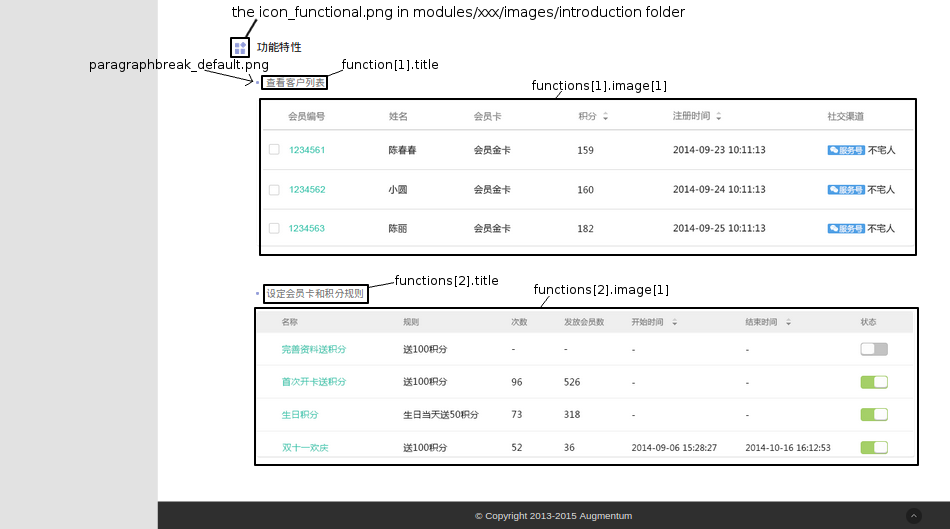 the icon_functional.png in modules/xxx/images/introduction folder
功能特性
paragraphbreak_default.png
function[1].title
查看客户列表
functions[1].image[1]
会员编号 姓名 会员卡 积分 注册时间 社交渠道
1234561 陈春春 会员金卡 159 2014-09-23 10:11:13 服务号 不宅人
1234562 小圆 会员金卡 160 2014-09-24 10:11:13 服务号 不宅人
1234563 陈丽 会员金卡 182 2014-09-25 10:11:13 服务号 不宅人
functions[2].title
设定会员卡和积分规则
functions[2].image[1]
名称 规则 次数 发放会员数 开始时间 结束时间 状态
完善资料送积分 送100积分 - - - -
首次开卡送积分 送100积分 96 526 - -
生日积分 生日当天送50积分 73 318 - -
双十一欢庆 送100积分 52 36 2014-09-06 15:28:27 2014-10-16 16:12:53
© Copyright 2013-2015 Augmentum